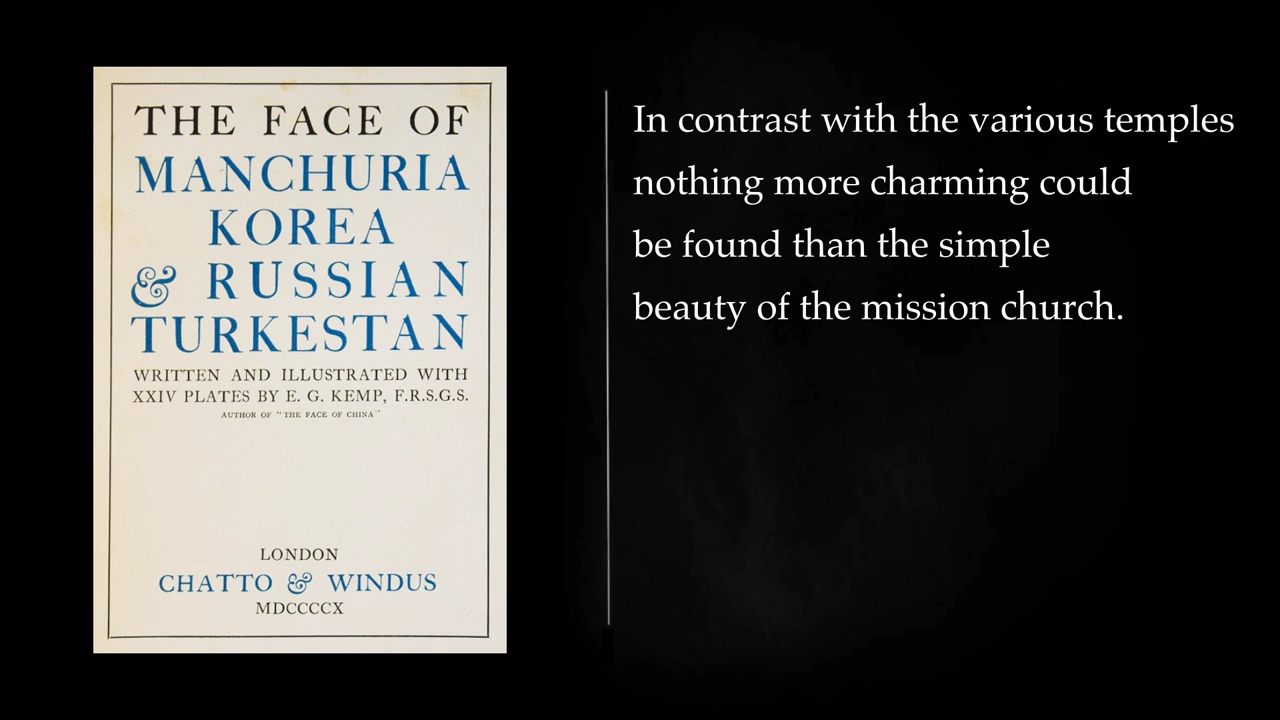 THE FACE OF
MANCHURIA
KOREA
& RUSSIAN
TURKESTAN
WRITTEN AND ILLUSTRATED WITH
XXIV PLATES BY E. G. KEMP, F.R.S.G.S.
AUTHOR OF "THE FACE OF CHINA"
LONDON
CHATTO & WINDUS
MDCCCCX
In contrast with the various temples
nothing more charming could
be found than the simple
beauty of the mission church.